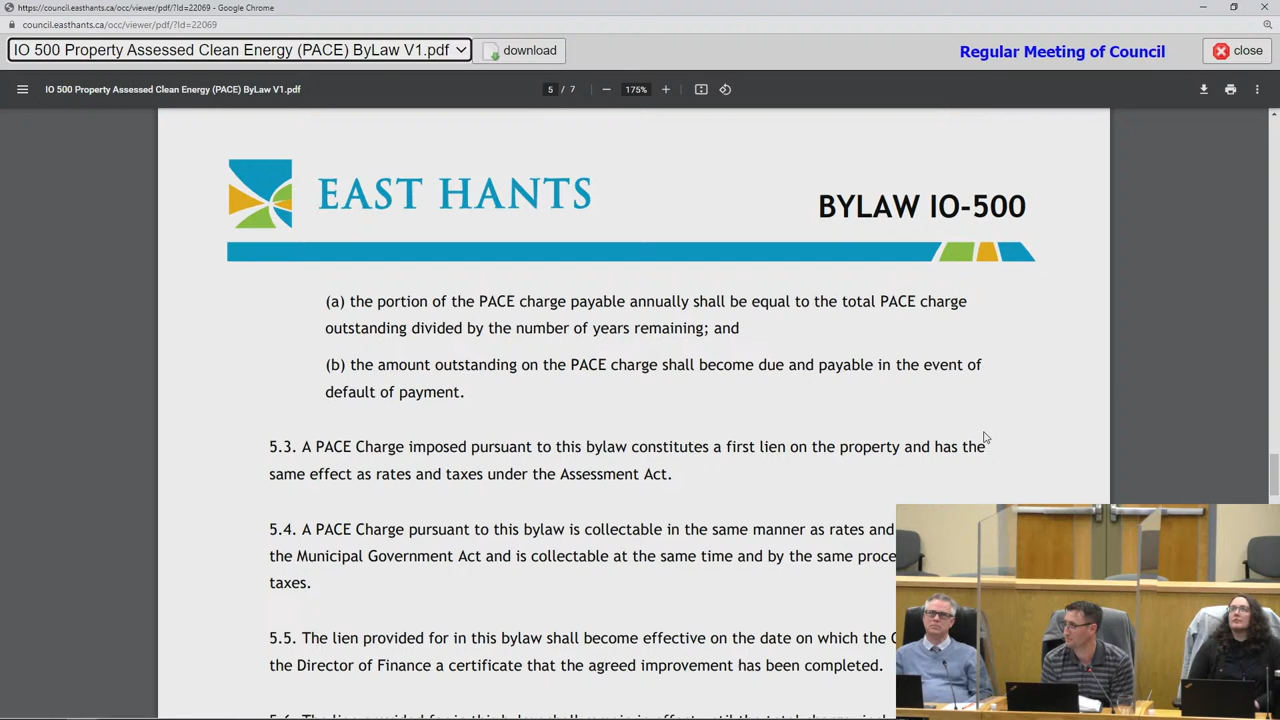 https://council.easthants.ca/occ/viewer/pdf/?Id=22069 - Google Chrome
council.easthants.ca/occ/viewer/pdf/?Id=22069
IO 500 Property Assessed Clean Energy (PACE) ByLaw V1.pdf
download
Regular Meeting of Council
close
IO 500 Property Assessed Clean Energy (PACE) ByLaw V1.pdf
5 / 7
175%
EAST HANTS
BYLAW IO-500
(a) the portion of the PACE charge payable annually shall be equal to the total PACE charge
outstanding divided by the number of years remaining; and
(b) the amount outstanding on the PACE charge shall become due and payable in the event of
default of payment.
5.3. A PACE Charge imposed pursuant to this bylaw constitutes a first lien on the property and has the
same effect as rates and taxes under the Assessment Act.
5.4. A PACE Charge pursuant to this bylaw is collectable in the same manner as rates and
the Municipal Government Act and is collectable at the same time and by the same proce
taxes.
5.5. The lien provided for in this bylaw shall become effective on the date on which the
the Director of Finance a certificate that the agreed improvement has been completed.